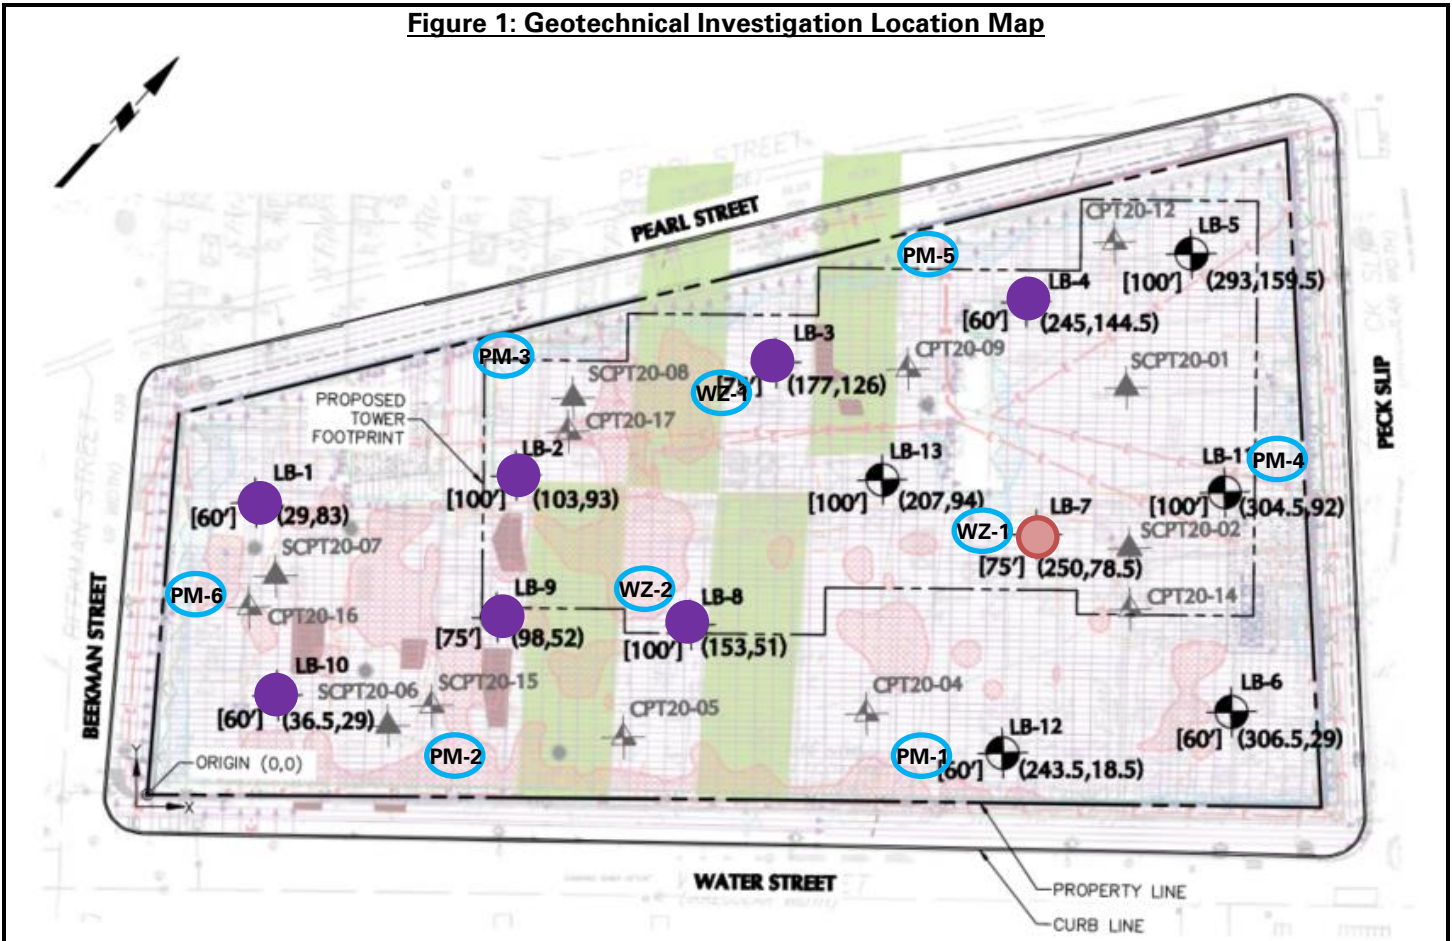 Figure 1: Geotechnical Investigation Location Map
PEARL STREET
PEARL STREET
CPT20-12
LB-5
PM-5
[100'] (293,159.5)
LB-4
[60'] (245,144.5)
PM-3
LB-3
CPT20-09
SCPT20-01
SCPT20-08
WZ-1
(177,126)
PROPOSED
TOWER
FOOTPRINT
CPT20-17
PECK SLIP
LB-2
LB-13
PM-4
LB-1
[100'] (103,93)
[100'] (207,94)
[100'] (304.5,92)
[60'] (29,83)
LB-7
WZ-1
SCPT20-02
SCPT20-07
[75'] (250,78.5)
PM-6
WZ-2
LB-9
LB-8
CPT20-14
CPT20-16
[75'] (98,52)
[100'] (153,51)
BEEKMAN STREET
LB-10
SCPT20-06
SCPT20-15
CPT20-04
LB-6
[60'] (36.5,29)
CPT20-05
[60'] (306.5,29)
LB-12
PM-2
PM-1
[60'] (243.5,18.5)
ORIGIN (0,0)
Y
X
WATER STREET
PROPERTY LINE
CURB LINE